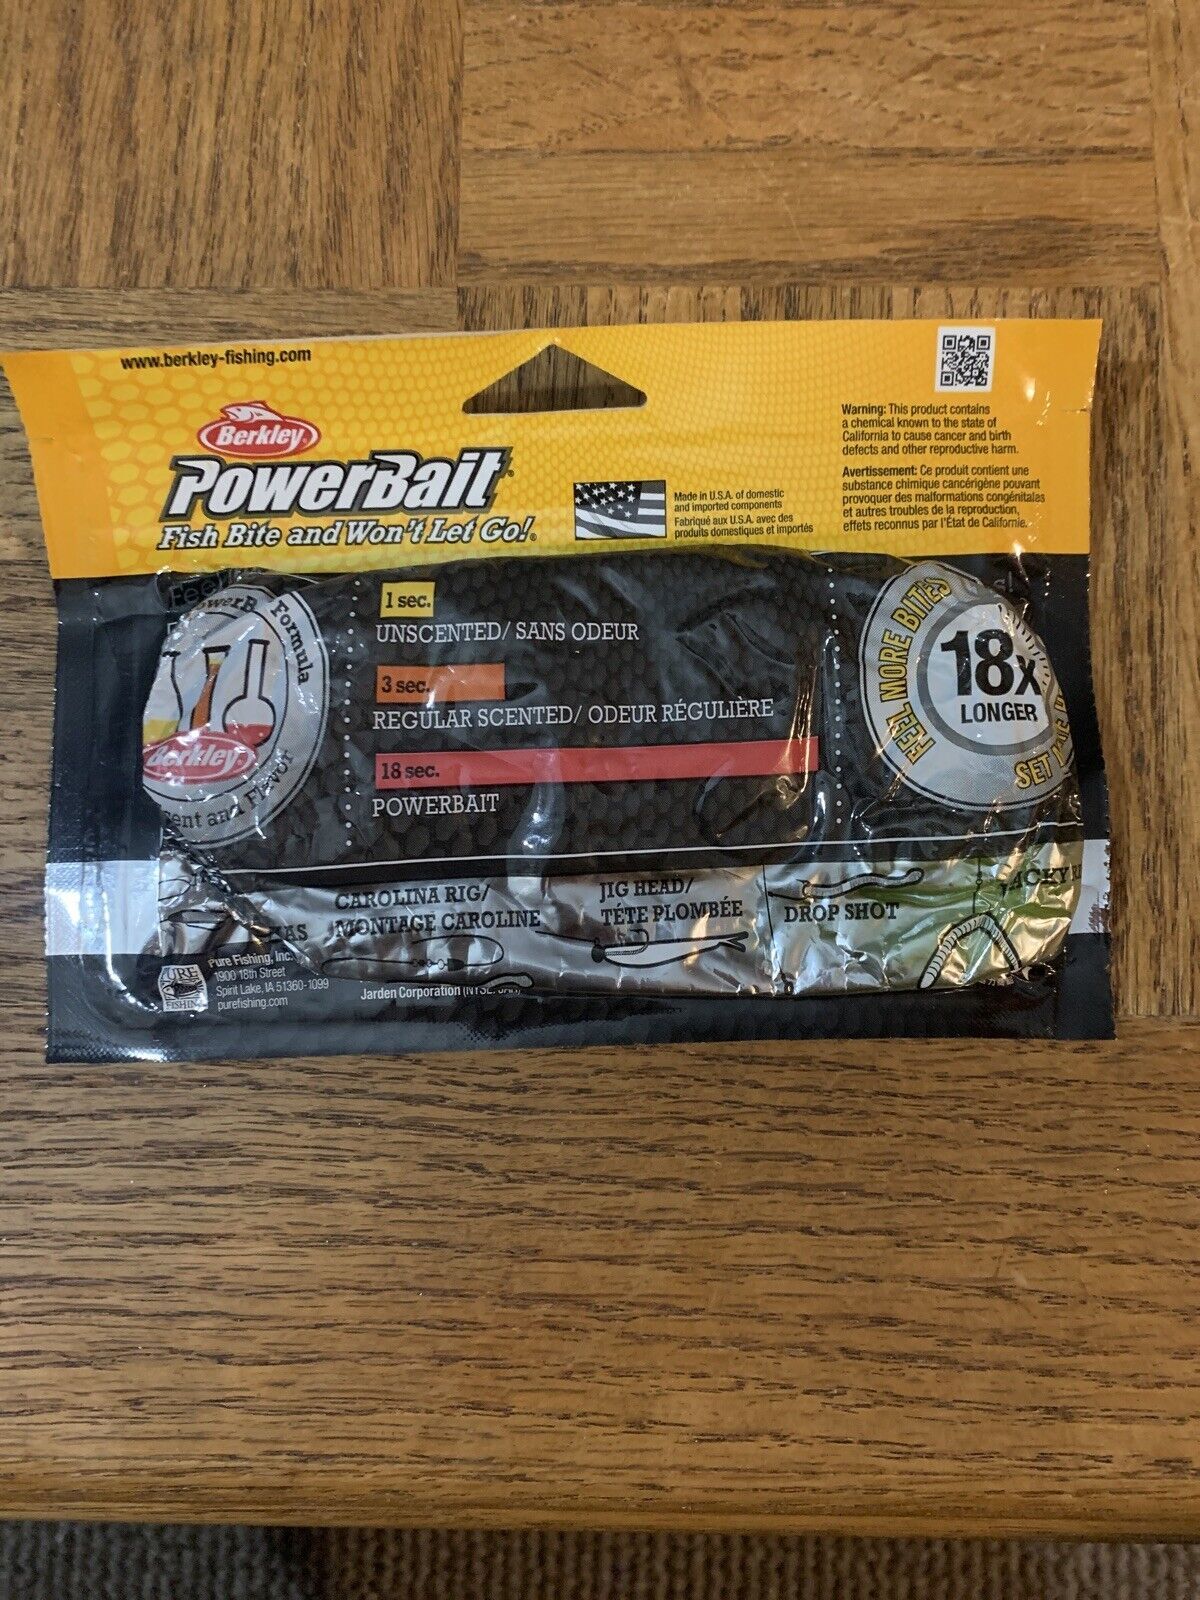 www.berkley-fishing.com
Berkley
PowerBait
Fish Bite and Won't Let Go!
Made in U.S.A. of domestic
and imported components
Fabriqué aux U.S.A. avec des
produits domestiques et importés
Warning: This product contains
a chemical known to the state of
California to cause cancer and birth
defects and other reproductive harm.
Avertissement: Ce produit contient une
substance chimique cancérigène pouvant
provoquer des malformations congénitales
et autres troubles de la reproduction,
effets reconnus par l'État de Californie.
Formula
Berkley
and Flavor
1 sec.
UNSCENTED/ SANS ODEUR
3 sec.
REGULAR SCENTED/ ODEUR RÉGULIÈRE
18 sec.
POWERBAIT
FEEL MORE BITES
18x
LONGER
SET
CAROLINA RIG/
MONTAGE CAROLINE
JIG HEAD/
TÉTE PLOMBÉE
DROP SHOT
PURE
FISHING
Pure Fishing, Inc.
1900 18th Street
Spirit Lake, IA 51360-1099
purefishing.com
Jarden Corporation (NYSE: JAH)